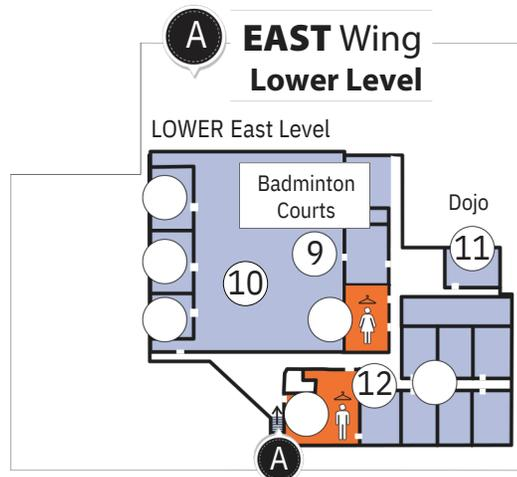 A
EAST Wing
Lower Level
LOWER East Level
Badminton
Courts
Dojo
9
11
10
12
A